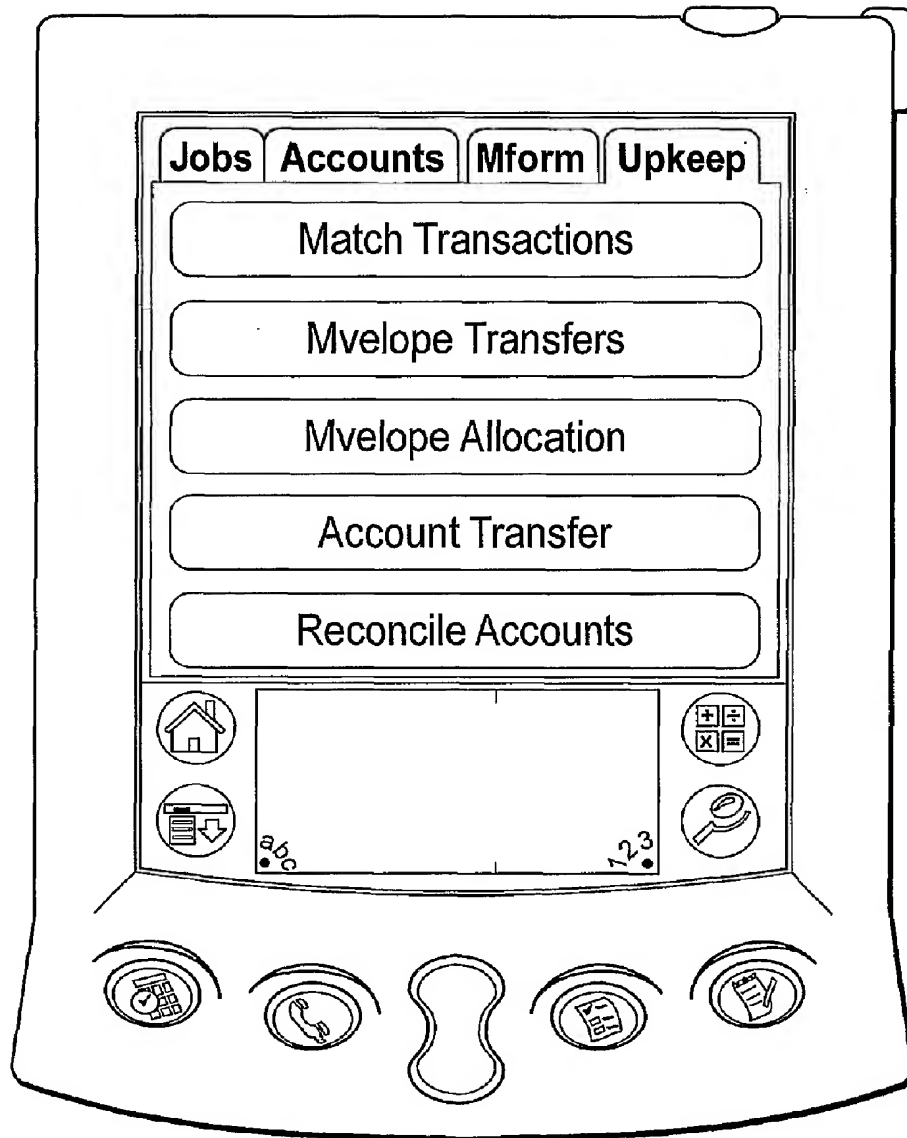 Jobs Accounts Mform Upkeep
Match Transactions
Mvelope Transfers
Mvelope Allocation
Account Transfer
Reconcile Accounts
+ ÷
x =
abc 123